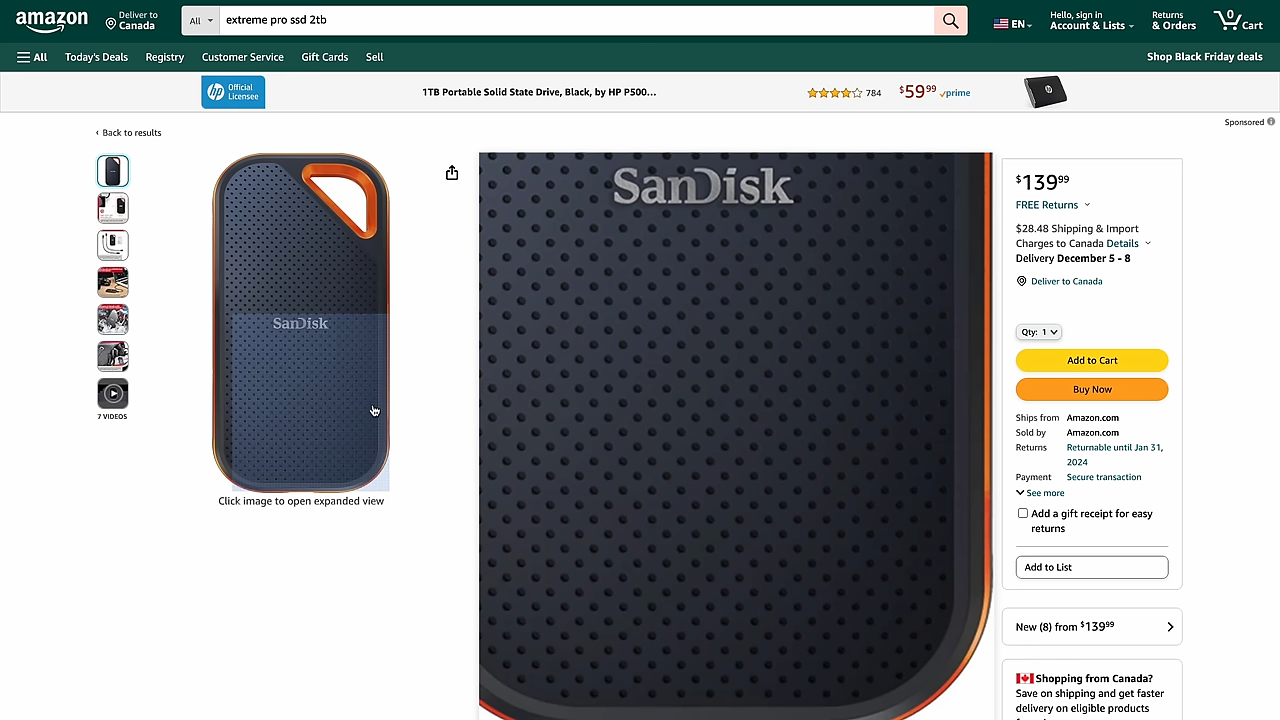 amazon
Deliver to
Canada
All
extreme pro ssd 2tb
EN
Hello, sign in
Account & Lists
Returns
& Orders
0
Cart
All
Today's Deals
Registry
Customer Service
Gift Cards
Sell
Shop Black Friday deals
hp
Official
Licensee
1TB Portable Solid State Drive, Black, by HP P500...
784
$5999
prime
Sponsored
‹ Back to results
7 VIDEOS
SanDisk
Click image to open expanded view
SanDisk
$13999
FREE Returns
$28.48 Shipping & Import
Charges to Canada Details
Delivery December 5 - 8
Deliver to Canada
Qty: 1
Add to Cart
Buy Now
Ships from Amazon.com
Sold by Amazon.com
Returns Returnable until Jan 31,
2024
Payment Secure transaction
See more
Add a gift receipt for easy
returns
Add to List
New (8) from $13999
Shopping from Canada?
Save on shipping and get faster
delivery on eligible products